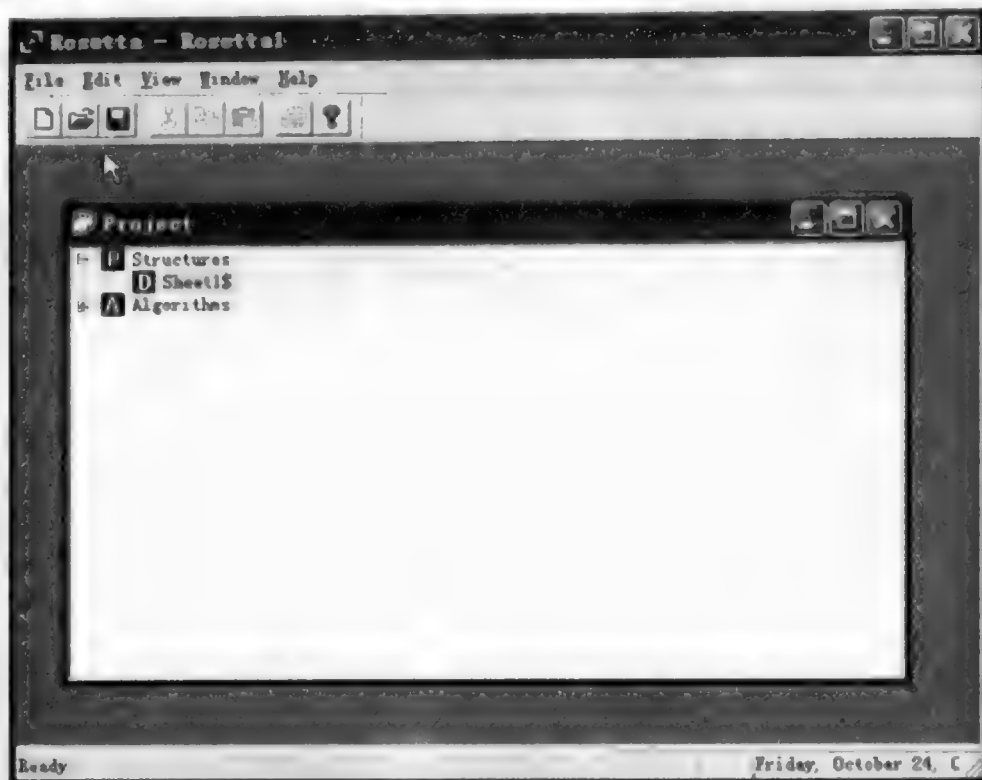 Rosetta - Rosetta1
File Edit View Window Help
Project
P Structures
D Sheet1$
A Algorithms
Ready
Friday, October 24, C